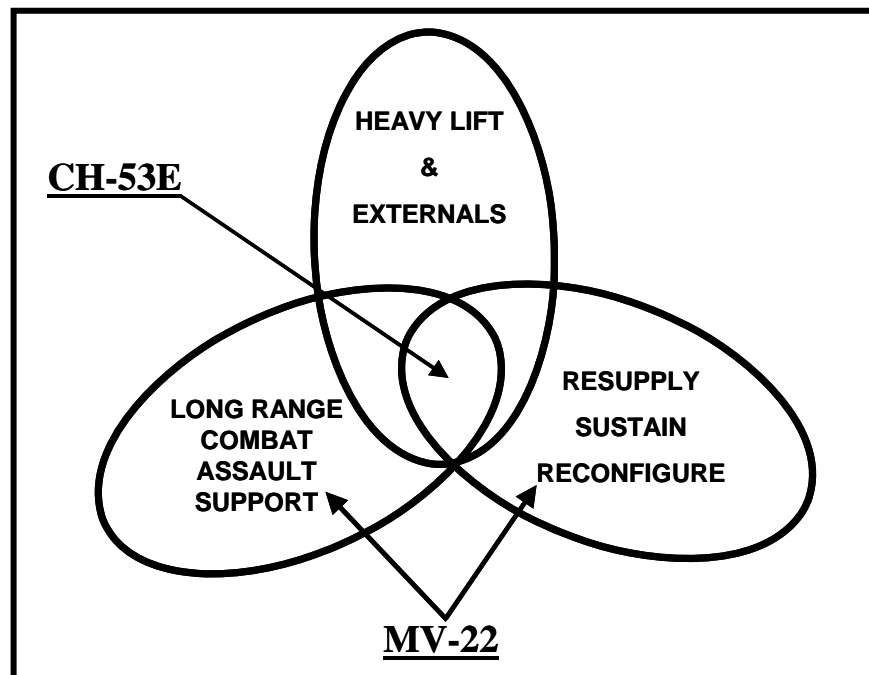 HEAVY LIFT
&
EXTERNALS
CH-53E
LONG RANGE
COMBAT
ASSAULT
SUPPORT
RESUPPLY
SUSTAIN
RECONFIGURE
MV-22